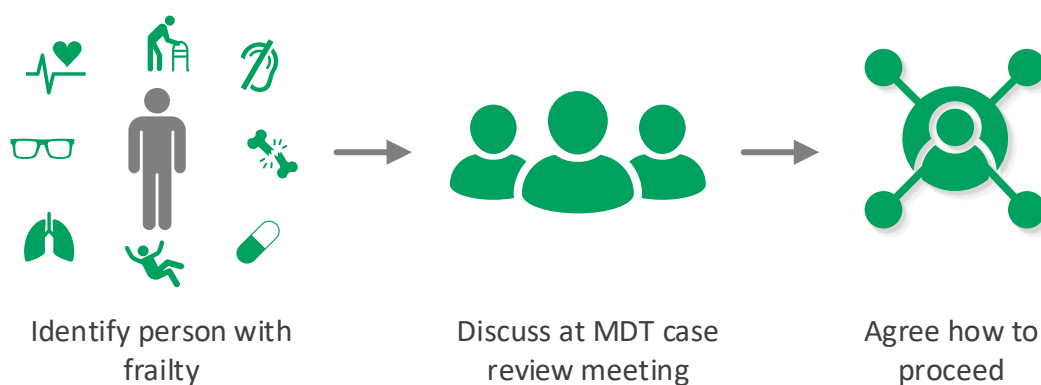 Identify person with
frailty
Discuss at MDT case
review meeting
Agree how to
proceed